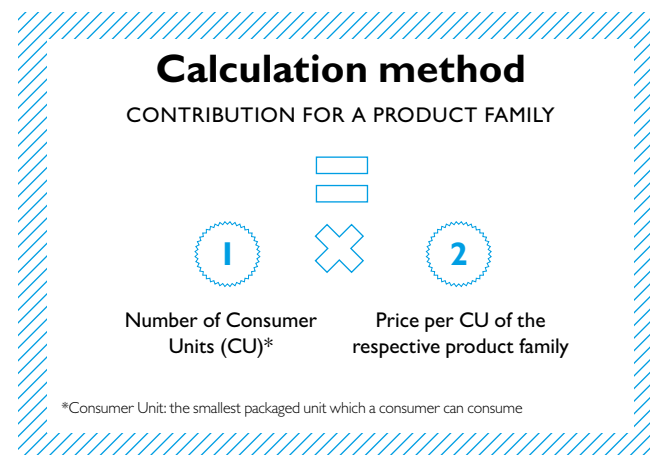 Calculation method
CONTRIBUTION FOR A PRODUCT FAMILY
=
1 × 2
Number of Consumer Units (CU)*
Price per CU of the respective product family
*Consumer Unit: the smallest packaged unit which a consumer can consume